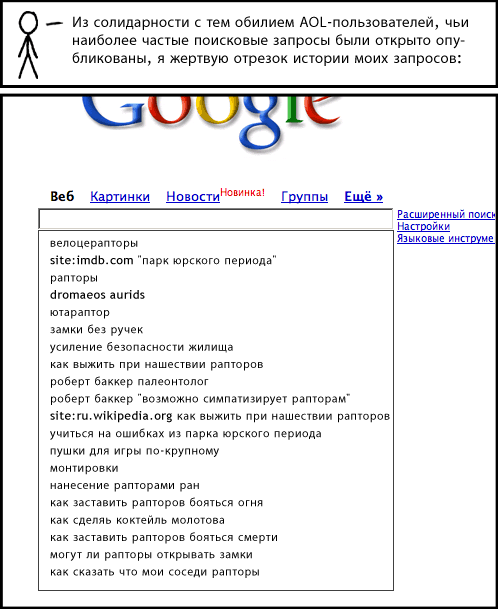 Из солидарности с тем обилием AOL-пользователей, чьи
наиболее частые поисковые запросы были открыто опу-
бликованы, я жертвую отрезок истории моих запросов:
Google
Веб Картинки Новости Новинка! Группы Ещё »
Расширенный поиск
Настройки
Языковые инструме
велоцерапторы
site:imdb.com "парк юрского периода"
рапторы
dromaeos aurids
ютараптор
замки без ручек
усиление безопасности жилища
как выжить при нашествии рапторов
роберт баккер палеонтолог
роберт баккер "возможно симпатизирует рапторам"
site:ru.wikipedia.org как выжить при нашествии рапторов
учиться на ошибках из парка юрского периода
пушки для игры по-крупному
монтировки
нанесение рапторами ран
как заставить рапторов бояться огня
как сделяь коктейль молотова
как заставить рапторов бояться смерти
могут ли рапторы открывать замки
как сказать что мои соседи рапторы